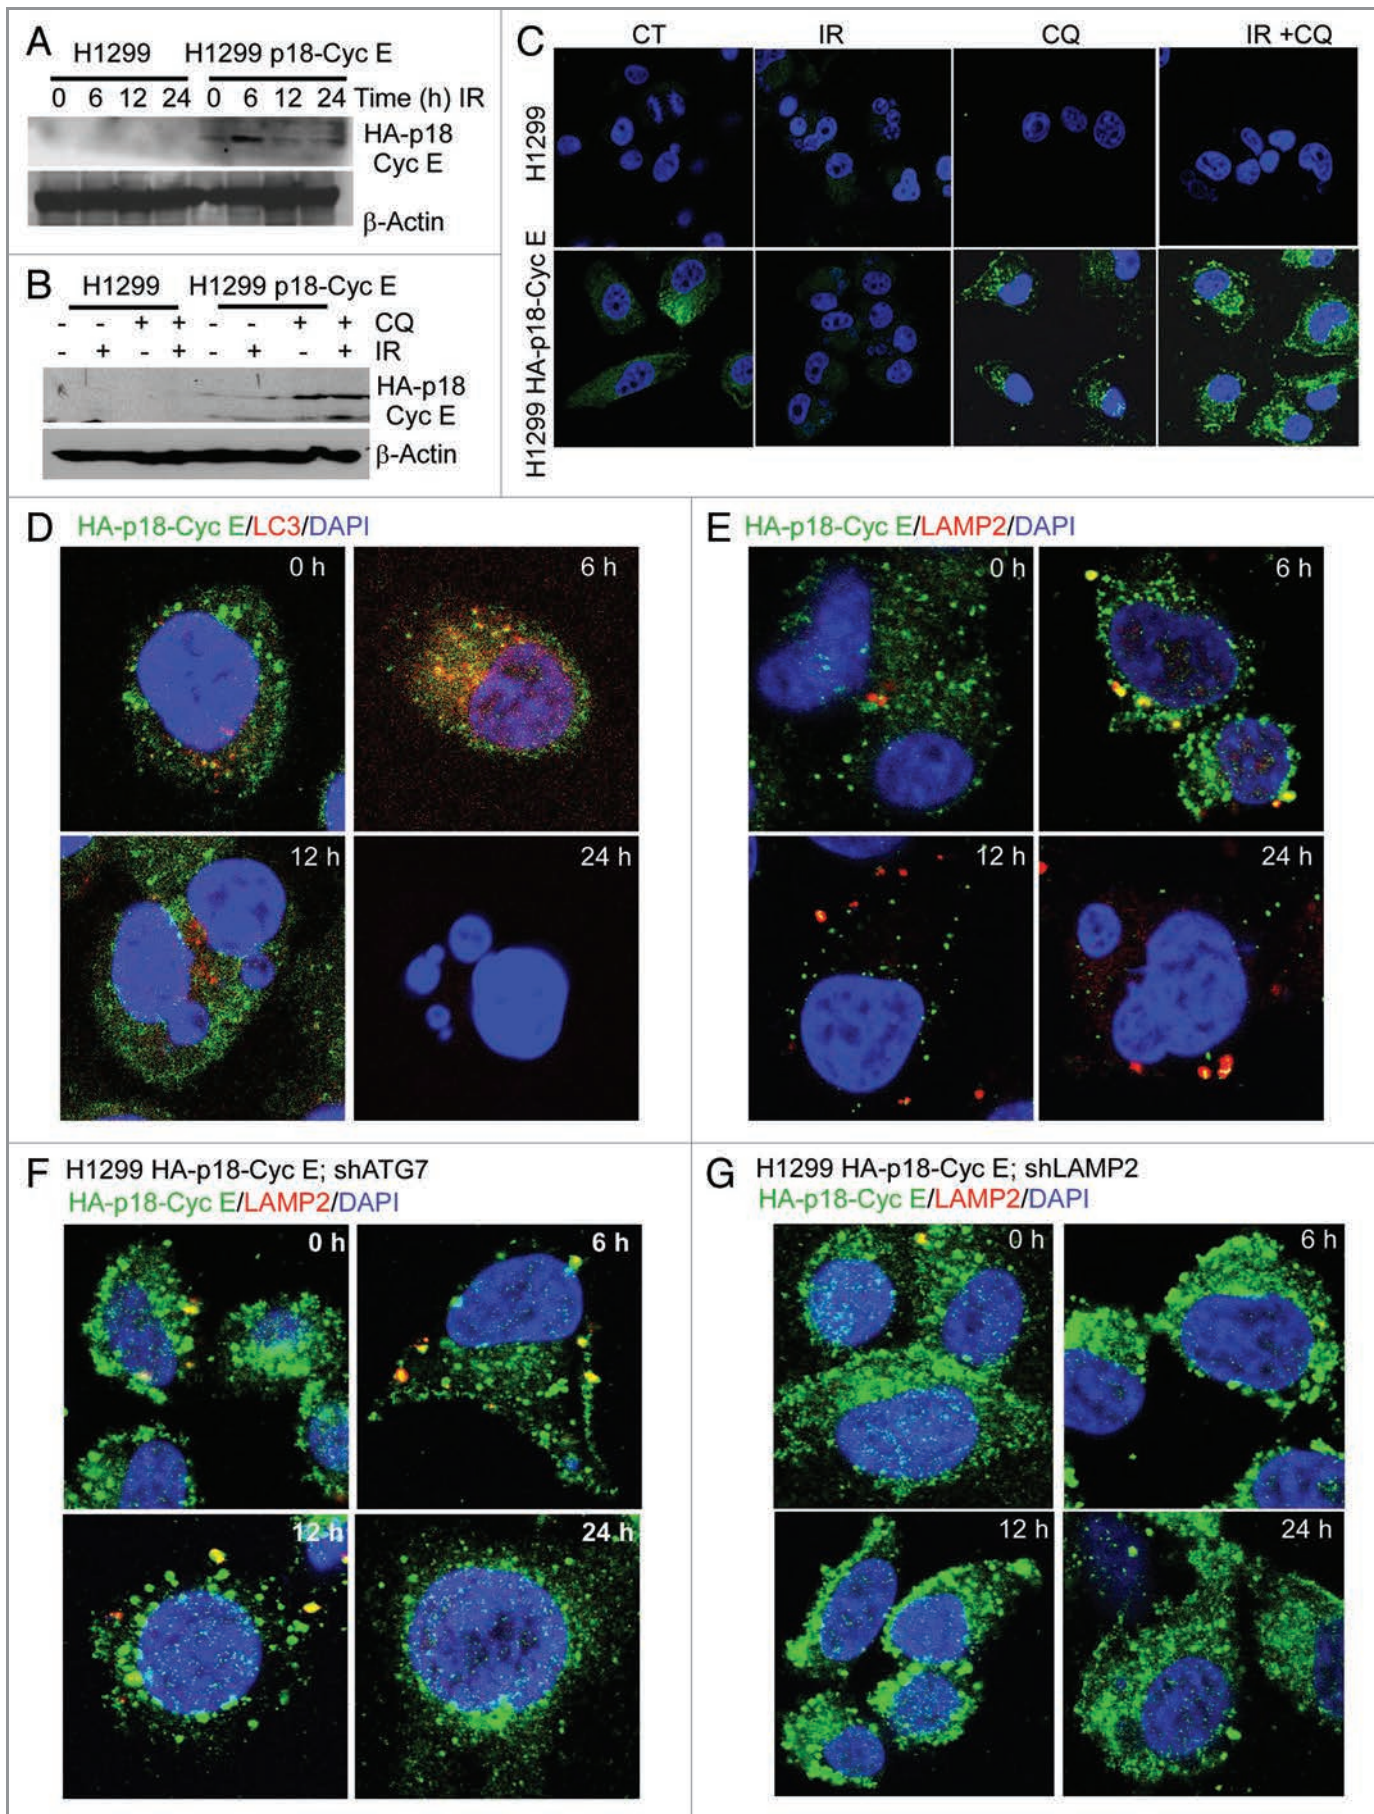 A
H1299 H1299 p18-Cyc E
0 6 12 24 0 6 12 24 Time (h) IR
HA-p18
Cyc E
β-Actin
B
H1299 H1299 p18-Cyc E
- - + + - - + + CQ
- + - + - + - + IR
HA-p18
Cyc E
β-Actin
C
CT IR CQ IR +CQ
H1299
H1299 HA-p18-Cyc E
D
HA-p18-Cyc E/LC3/DAPI
0 h 6 h
12 h 24 h
E
HA-p18-Cyc E/LAMP2/DAPI
0 h 6 h
12 h 24 h
F
H1299 HA-p18-Cyc E; shATG7
HA-p18-Cyc E/LAMP2/DAPI
0 h 6 h
12 h 24 h
G
H1299 HA-p18-Cyc E; shLAMP2
HA-p18-Cyc E/LAMP2/DAPI
0 h 6 h
12 h 24 h